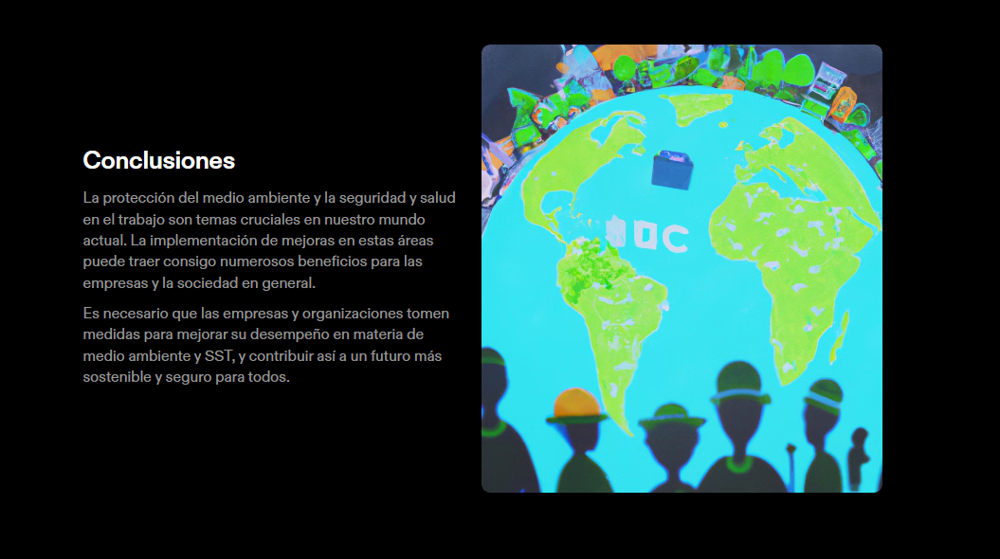 Conclusiones
La protección del medio ambiente y la seguridad y salud
en el trabajo son temas cruciales en nuestro mundo
actual. La implementación de mejoras en estas áreas
puede traer consigo numerosos beneficios para las
empresas y la sociedad en general.
Es necesario que las empresas y organizaciones tomen
medidas para mejorar su desempeño en materia de
medio ambiente y SST, y contribuir así a un futuro más
sostenible y seguro para todos.